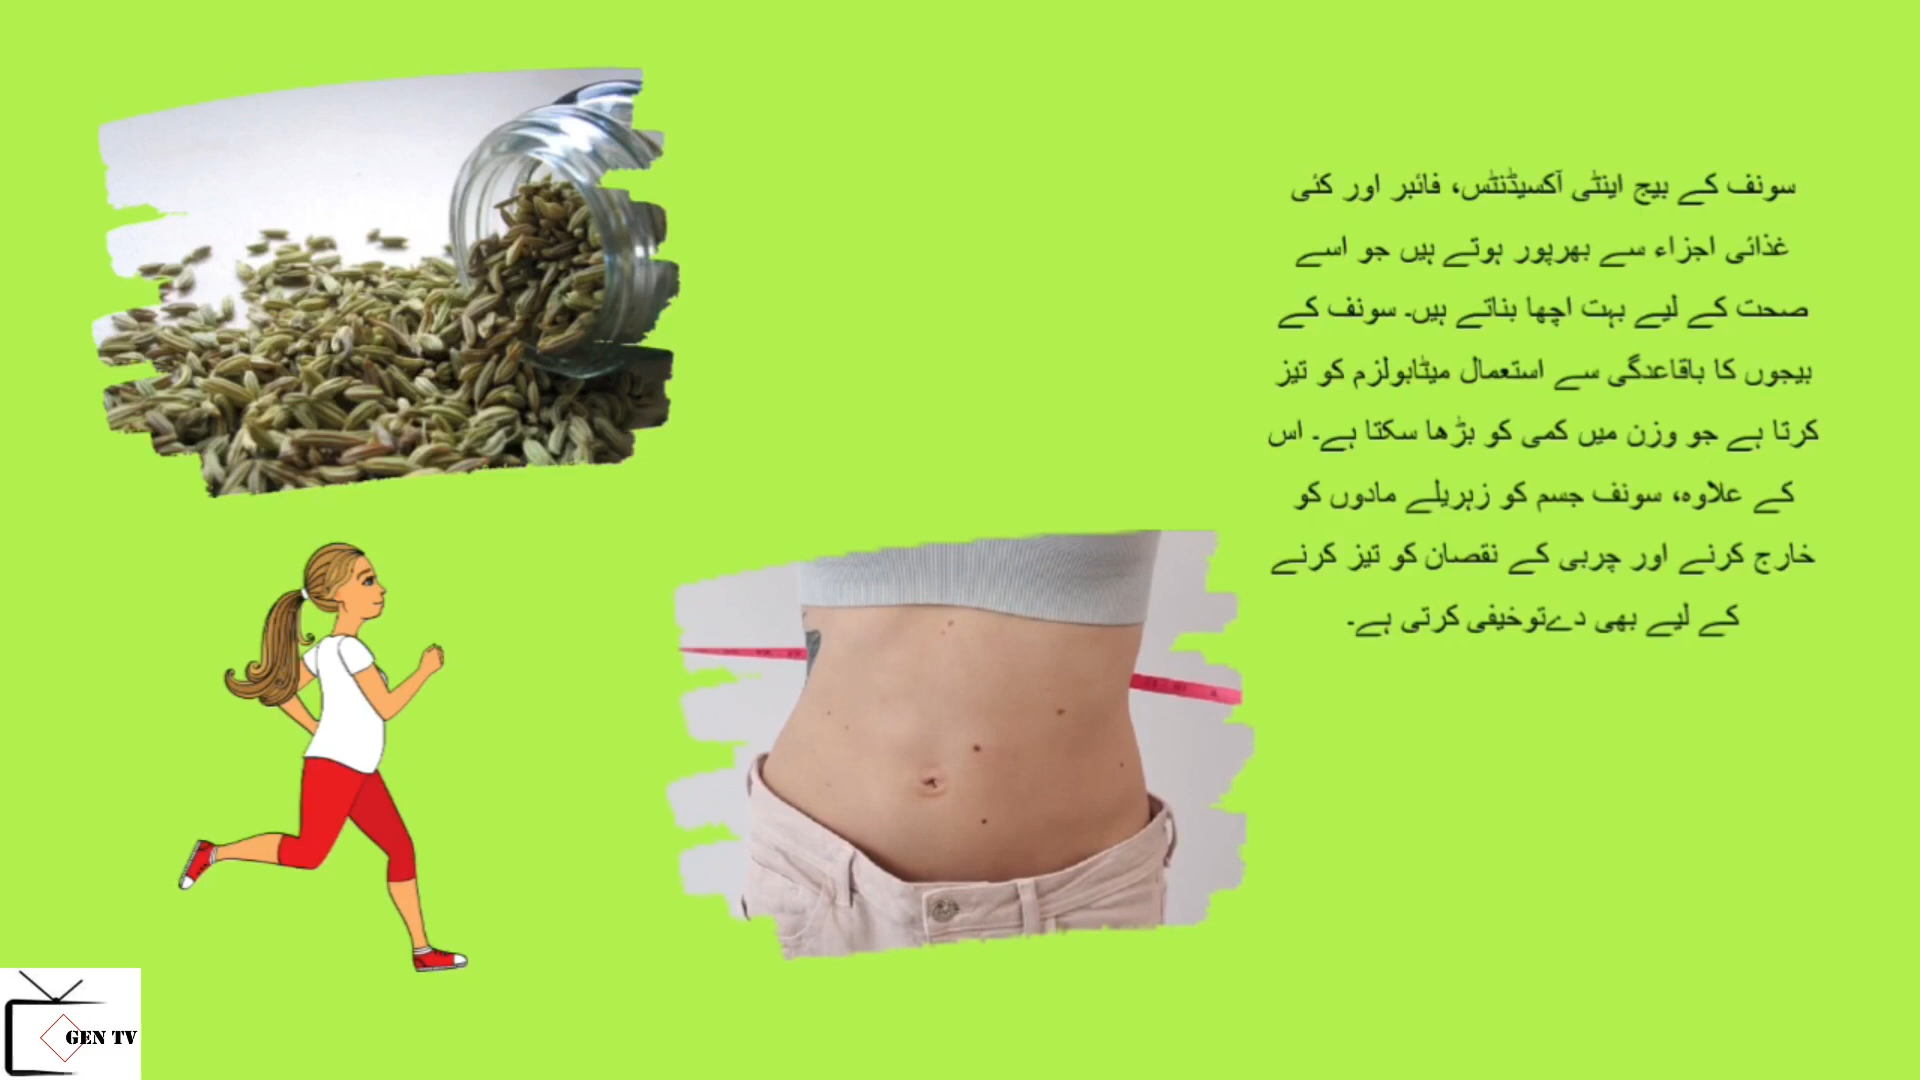 سونف کے بیج اینٹی آکسیڈنٹس، فائبر اور کئی
غذائی اجزاء سے بھرپور ہوتے ہیں جو اسے
صحت کے لیے بہت اچھا بناتے ہیں۔ سونف کے
بیجوں کا باقاعدگی سے استعمال میٹابولزم کو تیز
کرتا ہے جو وزن میں کمی کو بڑھا سکتا ہے۔ اس
کے علاوہ، سونف جسم کو زہریلے مادوں کو
خارج کرنے اور چربی کے نقصان کو تیز کرنے
کے لیے بھی دےتوخیفی کرتی ہے۔
GEN TV